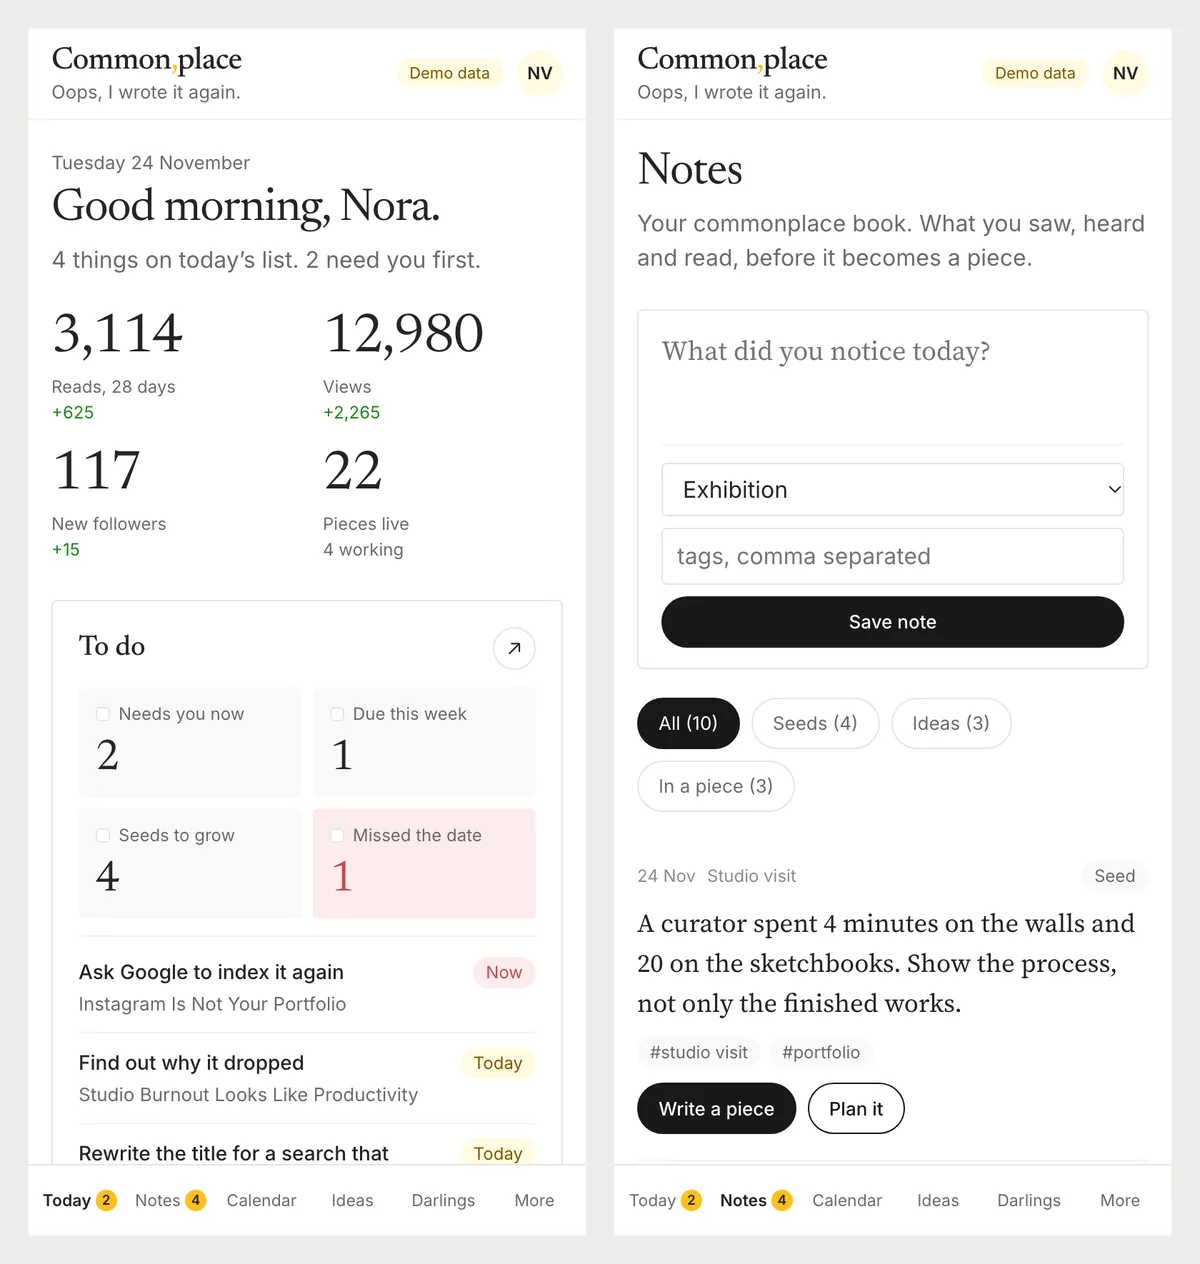 Common,place
Oops, I wrote it again.
Demo data
NV
Tuesday 24 November
Good morning, Nora.
4 things on today’s list. 2 need you first.
3,114
Reads, 28 days
+625
12,980
Views
+2,265
117
New followers
+15
22
Pieces live
4 working
To do
Needs you now
2
Due this week
1
Seeds to grow
4
Missed the date
1
Ask Google to index it again
Now
Instagram Is Not Your Portfolio
Find out why it dropped
Today
Studio Burnout Looks Like Productivity
Rewrite the title for a search that
Today
Today 2
Notes 4
Calendar
Ideas
Darlings
More
Common,place
Oops, I wrote it again.
Demo data
NV
Notes
Your commonplace book. What you saw, heard
and read, before it becomes a piece.
What did you notice today?
Exhibition
tags, comma separated
Save note
All (10)
Seeds (4)
Ideas (3)
In a piece (3)
24 Nov Studio visit
Seed
A curator spent 4 minutes on the walls and
20 on the sketchbooks. Show the process,
not only the finished works.
#studio visit
#portfolio
Write a piece
Plan it
Today 2
Notes 4
Calendar
Ideas
Darlings
More